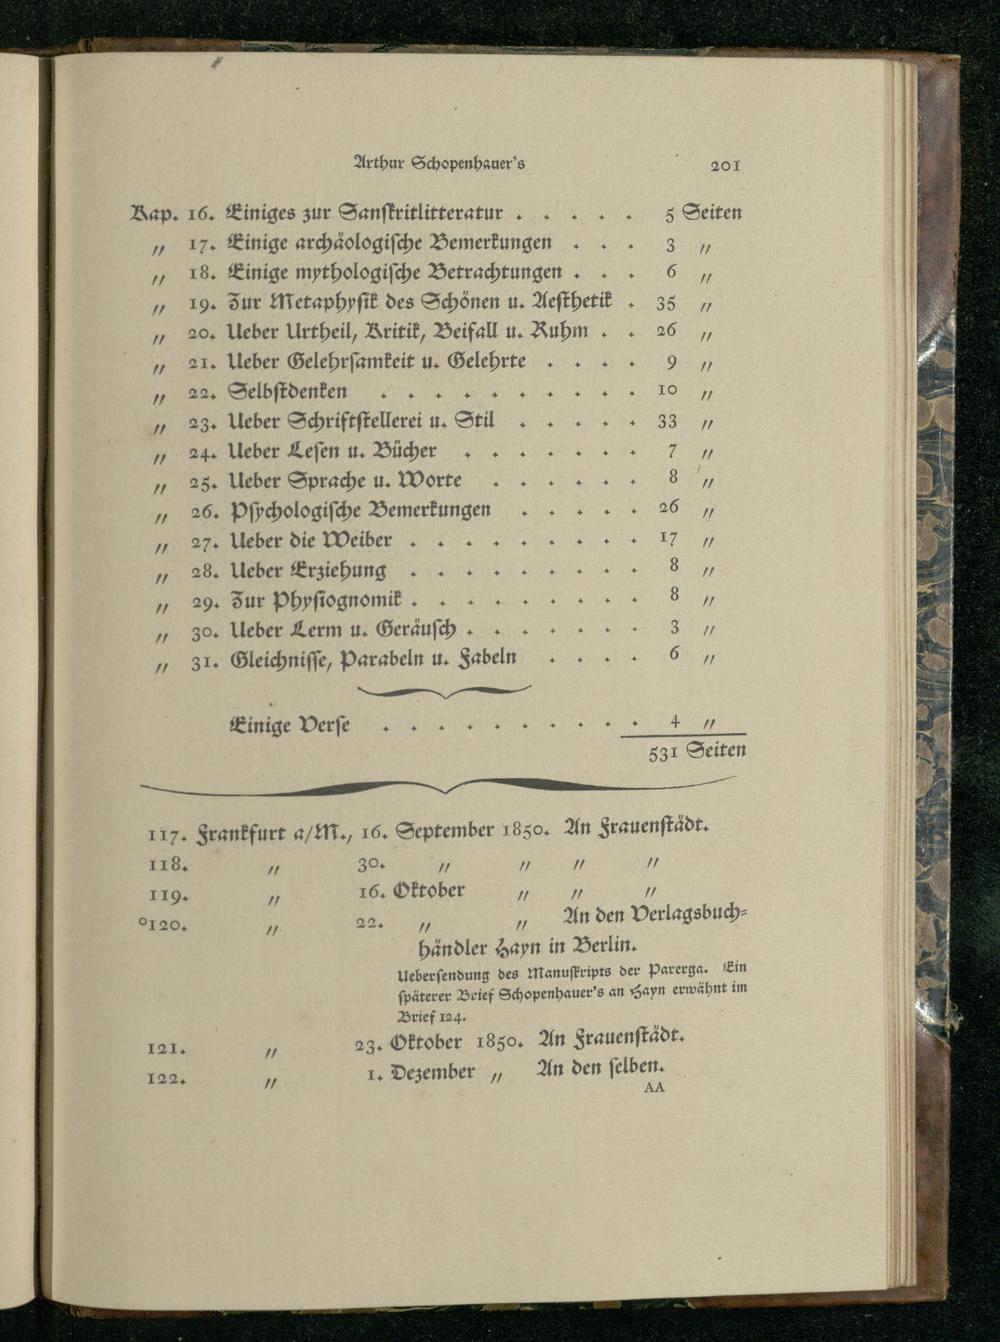 Arthur Schopenhauer's 201
Kap. 16. Einiges zur Sanskritlitteratur . . . . . 5 Seiten
„ 17. Einige archäologische Bemerkungen . . . 3 „
„ 18. Einige mythologische Betrachtungen . . . 6 „
„ 19. Zur Metaphysik des Schönen u. Aesthetik . 35 „
„ 20. Ueber Urtheil, Kritik, Beifall u. Ruhm . . 26 „
„ 21. Ueber Gelehrsamkeit u. Gelehrte . . . . 9 „
„ 22. Selbstdenken . . . . . . . . . . 10 „
„ 23. Ueber Schriftstellerei u. Stil . . . . . 33 „
„ 24. Ueber Lesen u. Bücher . . . . . . . 7 „
„ 25. Ueber Sprache u. Worte . . . . . . 8 „
„ 26. Psychologische Bemerkungen . . . . . 26 „
„ 27. Ueber die Weiber . . . . . . . . . 17 „
„ 28. Ueber Erziehung . . . . . . . . . 8 „
„ 29. Zur Physiognomik . . . . . . . . . 8 „
„ 30. Ueber Lerm u. Geräusch . . . . . . . 3 „
„ 31. Gleichnisse, Parabeln u. Fabeln . . . . 6 „
Einige Verse . . . . . . . . . . 4 „
531 Seiten
117. Frankfurt a/M., 16. September 1850. An Frauenstädt.
118. „ 30. „ „ „ „
119. „ 16. Oktober „ „ „
°120. „ 22. „ „ An den Verlagsbuch-
händler Hayn in Berlin.
Uebersendung des Manuskripts der Parerga. Ein
späterer Brief Schopenhauer's an Hayn erwähnt im
Brief 124.
121. „ 23. Oktober 1850. An Frauenstädt.
122. „ 1. Dezember „ An den selben.
AA